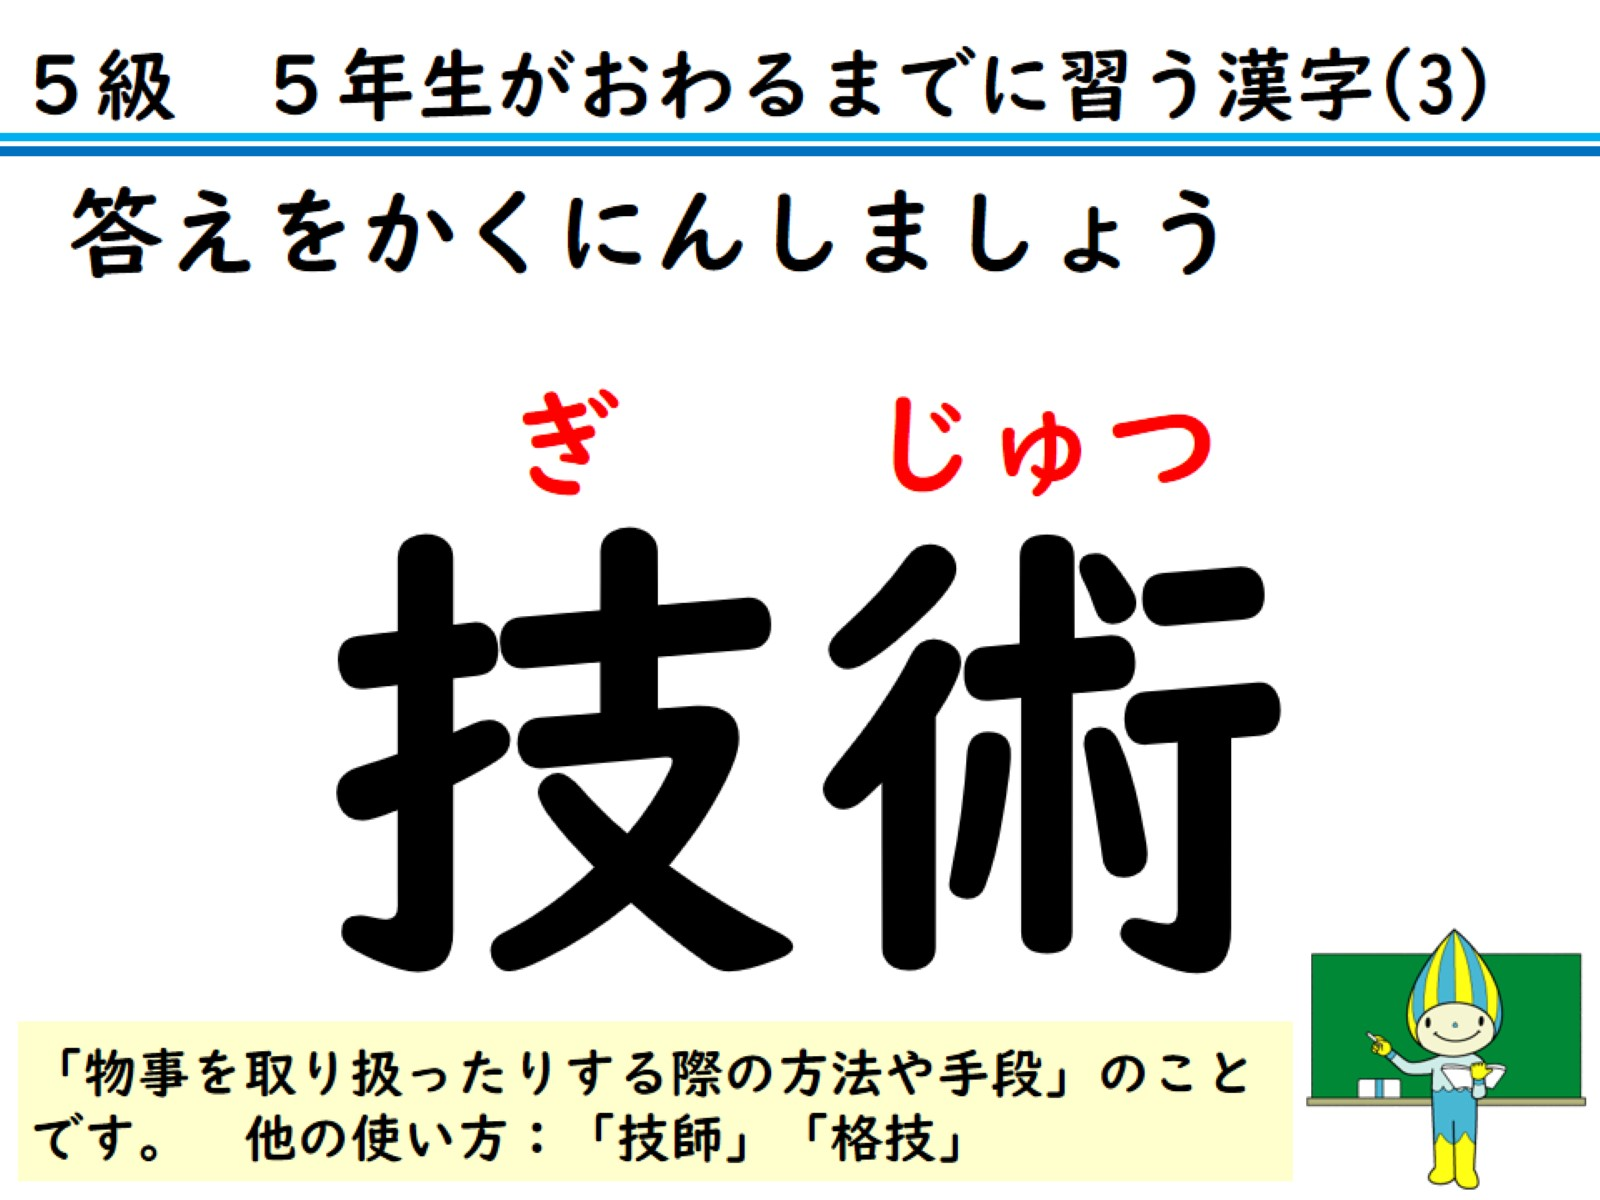 ５級　５年生がおわるまでに習う漢字(3)
答えをかくにんしましょう
ぎ　じゅつ
技術
「物事を取り扱ったりする際の方法や手段」のこと
です。　他の使い方：「技師」「格技」